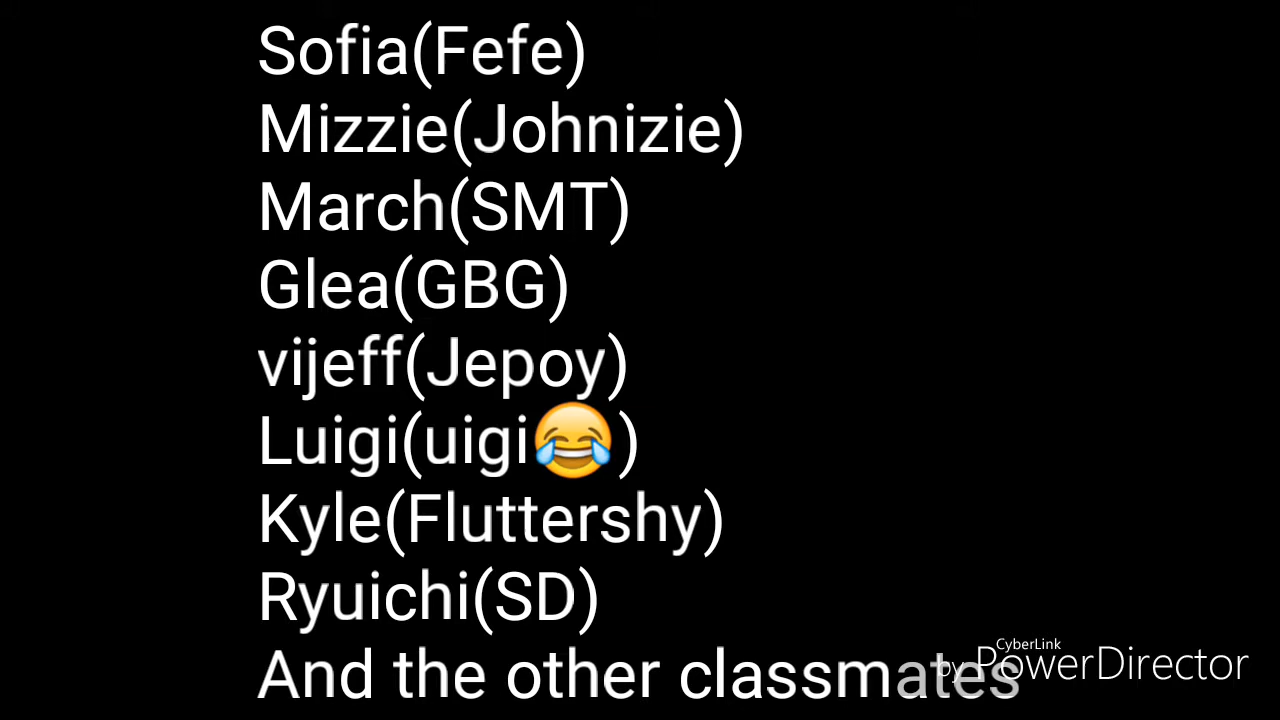 Sofia(Fefe)
Mizzie(Johnizie)
March(SMT)
Glea(GBG)
vijeff(Jepoy)
Luigi(uigi😂)
Kyle(Fluttershy)
Ryuichi(SD)
And the other classmates
by CyberLink PowerDirector